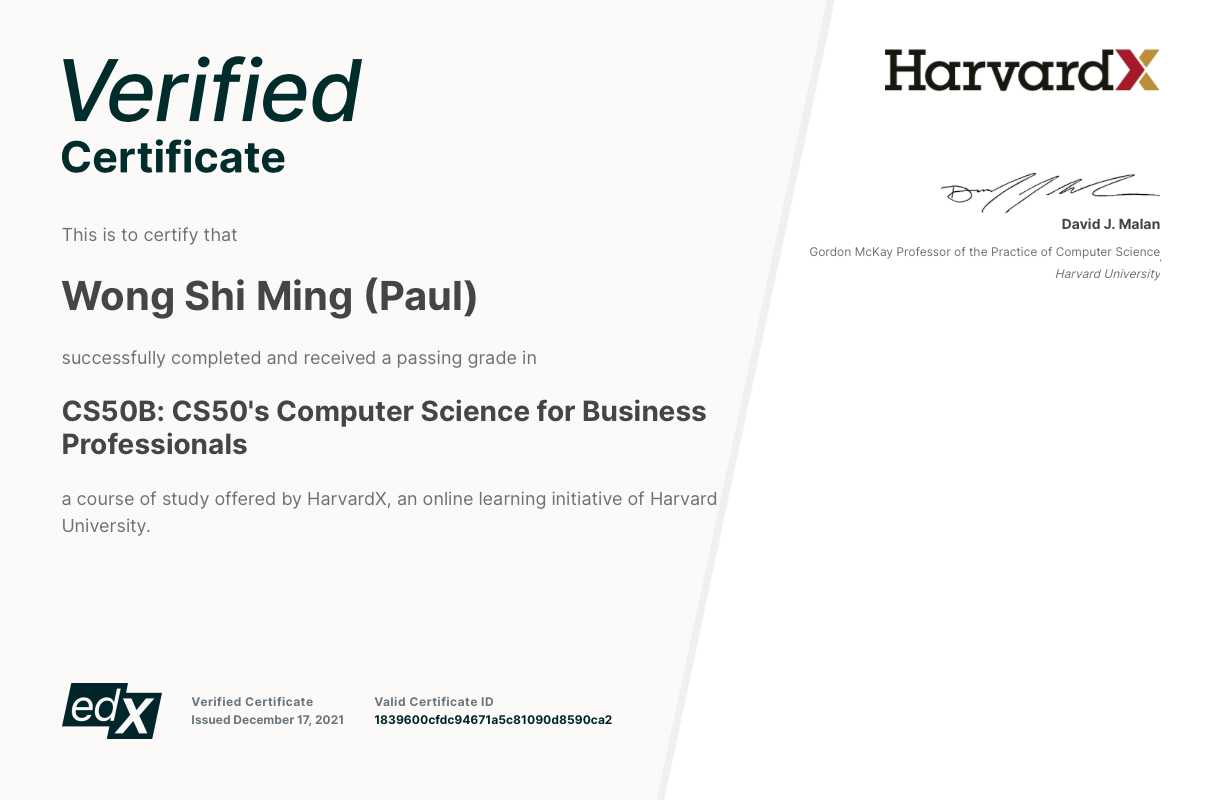 Verified
Certificate
This is to certify that
Wong Shi Ming (Paul)
successfully completed and received a passing grade in
CS50B: CS50's Computer Science for Business
Professionals
a course of study offered by HarvardX, an online learning initiative of Harvard
University.
HarvardX
David J. Malan
Gordon McKay Professor of the Practice of Computer Science,
Harvard University
edX
Verified Certificate
Issued December 17, 2021
Valid Certificate ID
1839600cfdc94671a5c81090d8590ca2